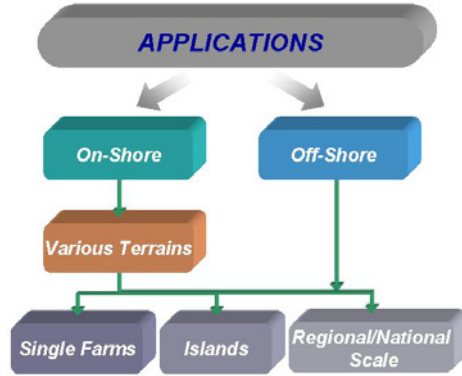 APPLICATIONS
On-Shore
Off-Shore
Various Terrains
Single Farms
Islands
Regional/National
Scale